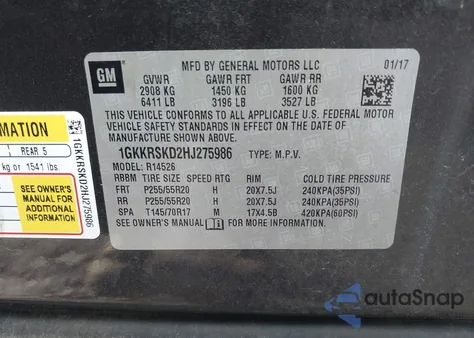 GM
MFD BY GENERAL MOTORS LLC
01/17
GVWR GAWR FRT GAWR RR
2908 KG 1450 KG 1600 KG
6411 LB 3196 LB 3527 LB
THIS VEHICLE CONFORMS TO ALL APPLICABLE U.S. FEDERAL MOTOR
VEHICLE SAFETY AND THEFT PREVENTION STANDARDS IN EFFECT ON THE DATE OF
MANUFACTURE SHOWN ABOVE.
1GKKRSKD2HJ275986 TYPE: M.P.V.
MODEL: R14526
TIRE SIZE SPEED RTG RIM COLD TIRE PRESSURE
FRT P255/55R20 H 20X7.5J 240KPA(35PSI)
RR P255/55R20 H 20X7.5J 240KPA(35PSI)
SPA T145/70R17 M 17X4.5B 420KPA(60PSI)
SEE OWNER'S MANUAL FOR MORE INFORMATION.
REAR 5
kg or 1541 lbs.
SEE OWNER'S
MANUAL FOR
ADDITIONAL
INFORMATION
1GKKRSKD2HJ275986
autoSnap